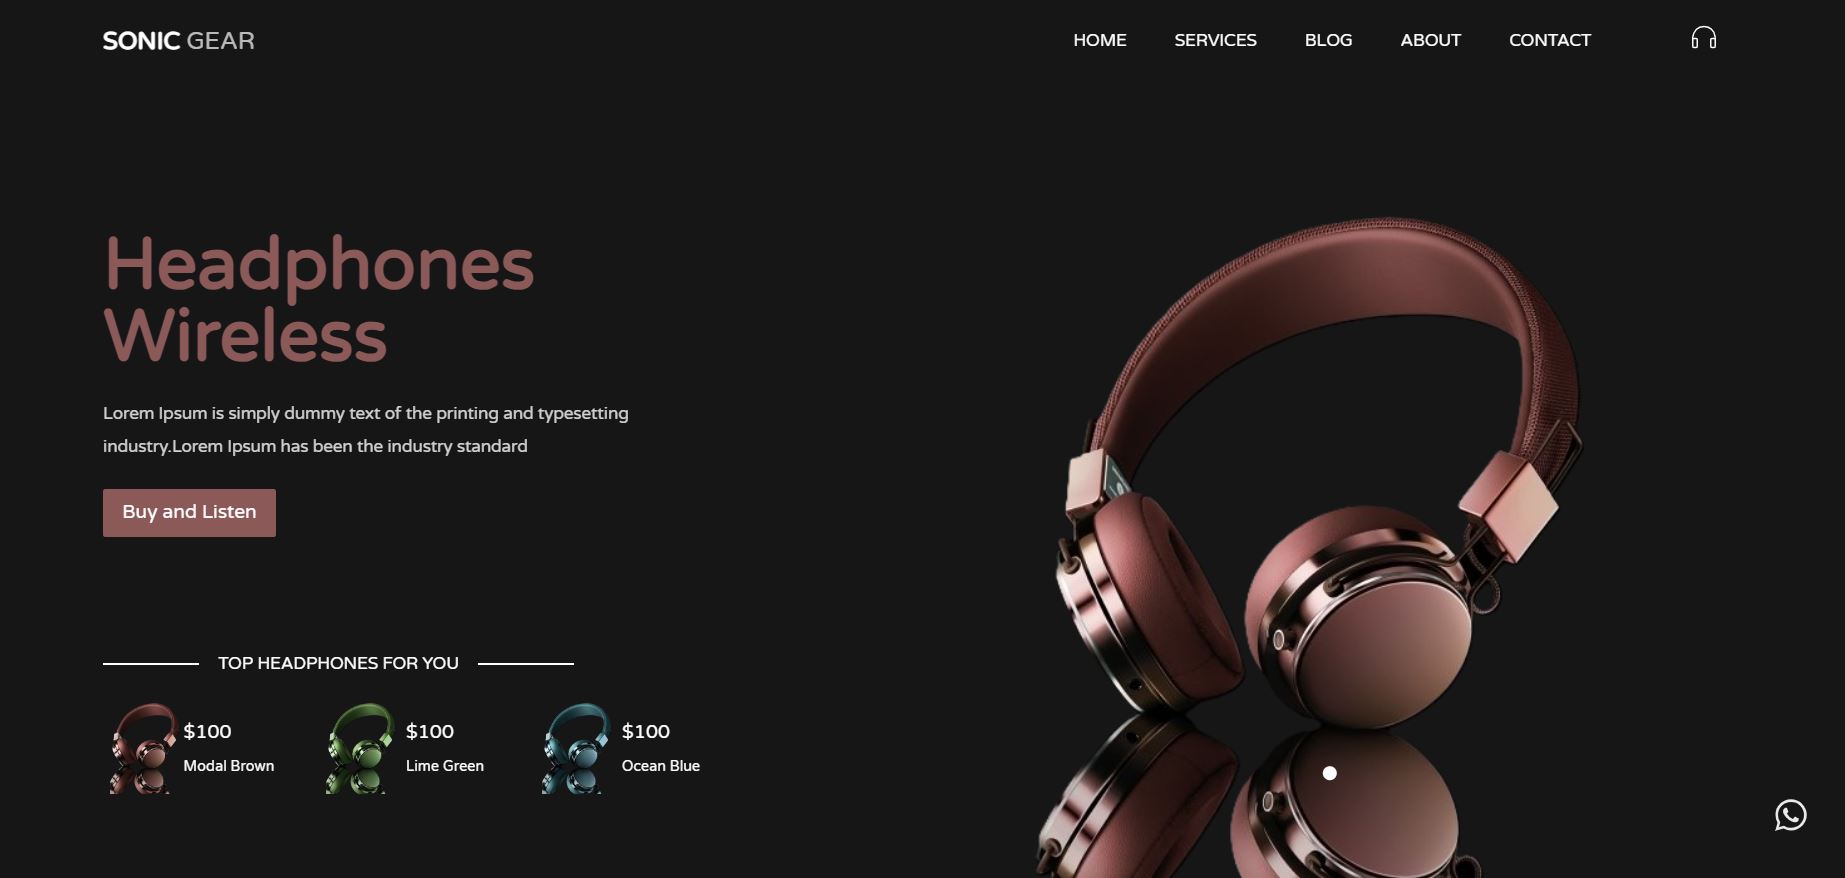 SONIC GEAR
HOME SERVICES BLOG ABOUT CONTACT
Headphones
Wireless
Lorem Ipsum is simply dummy text of the printing and typesetting
industry.Lorem Ipsum has been the industry standard
Buy and Listen
TOP HEADPHONES FOR YOU
$100
Modal Brown
$100
Lime Green
$100
Ocean Blue